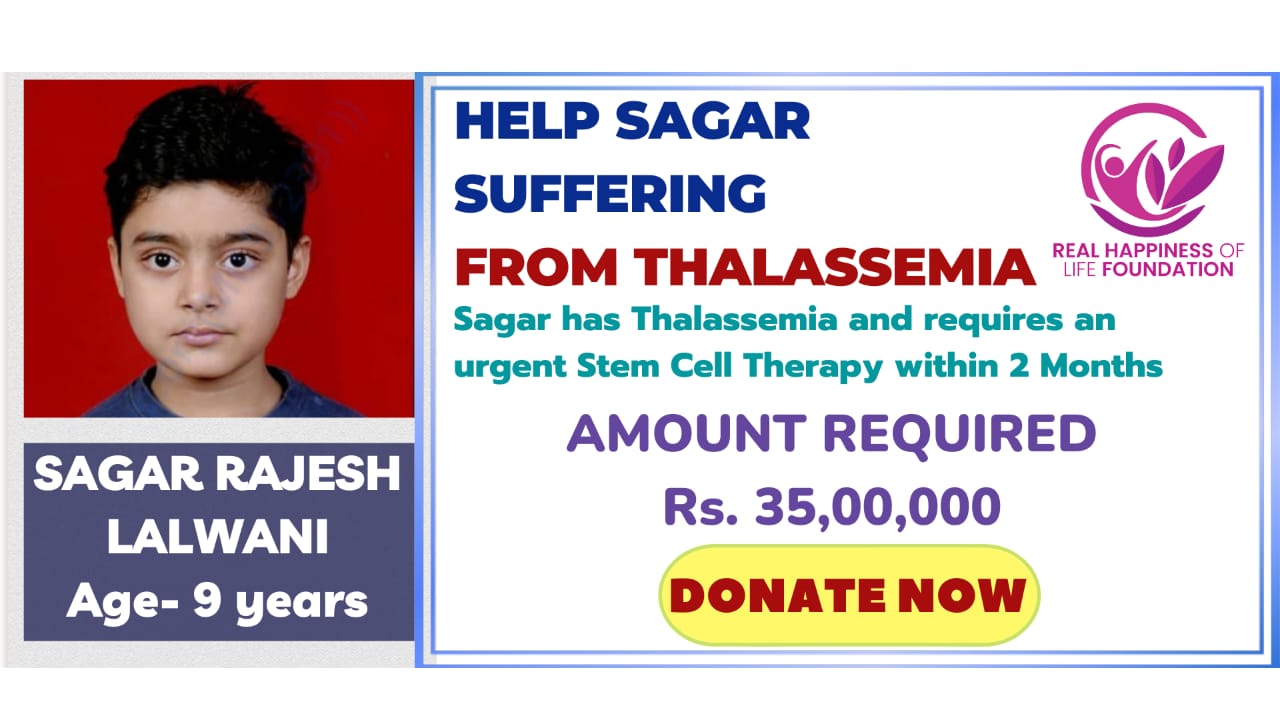 HELP SAGAR
SUFFERING
FROM THALASSEMIA
Sagar has Thalassemia and requires an
urgent Stem Cell Therapy within 2 Months
AMOUNT REQUIRED
Rs. 35,00,000
DONATE NOW
REAL HAPPINESS OF
LIFE FOUNDATION
SAGAR RAJESH
LALWANI
Age- 9 years